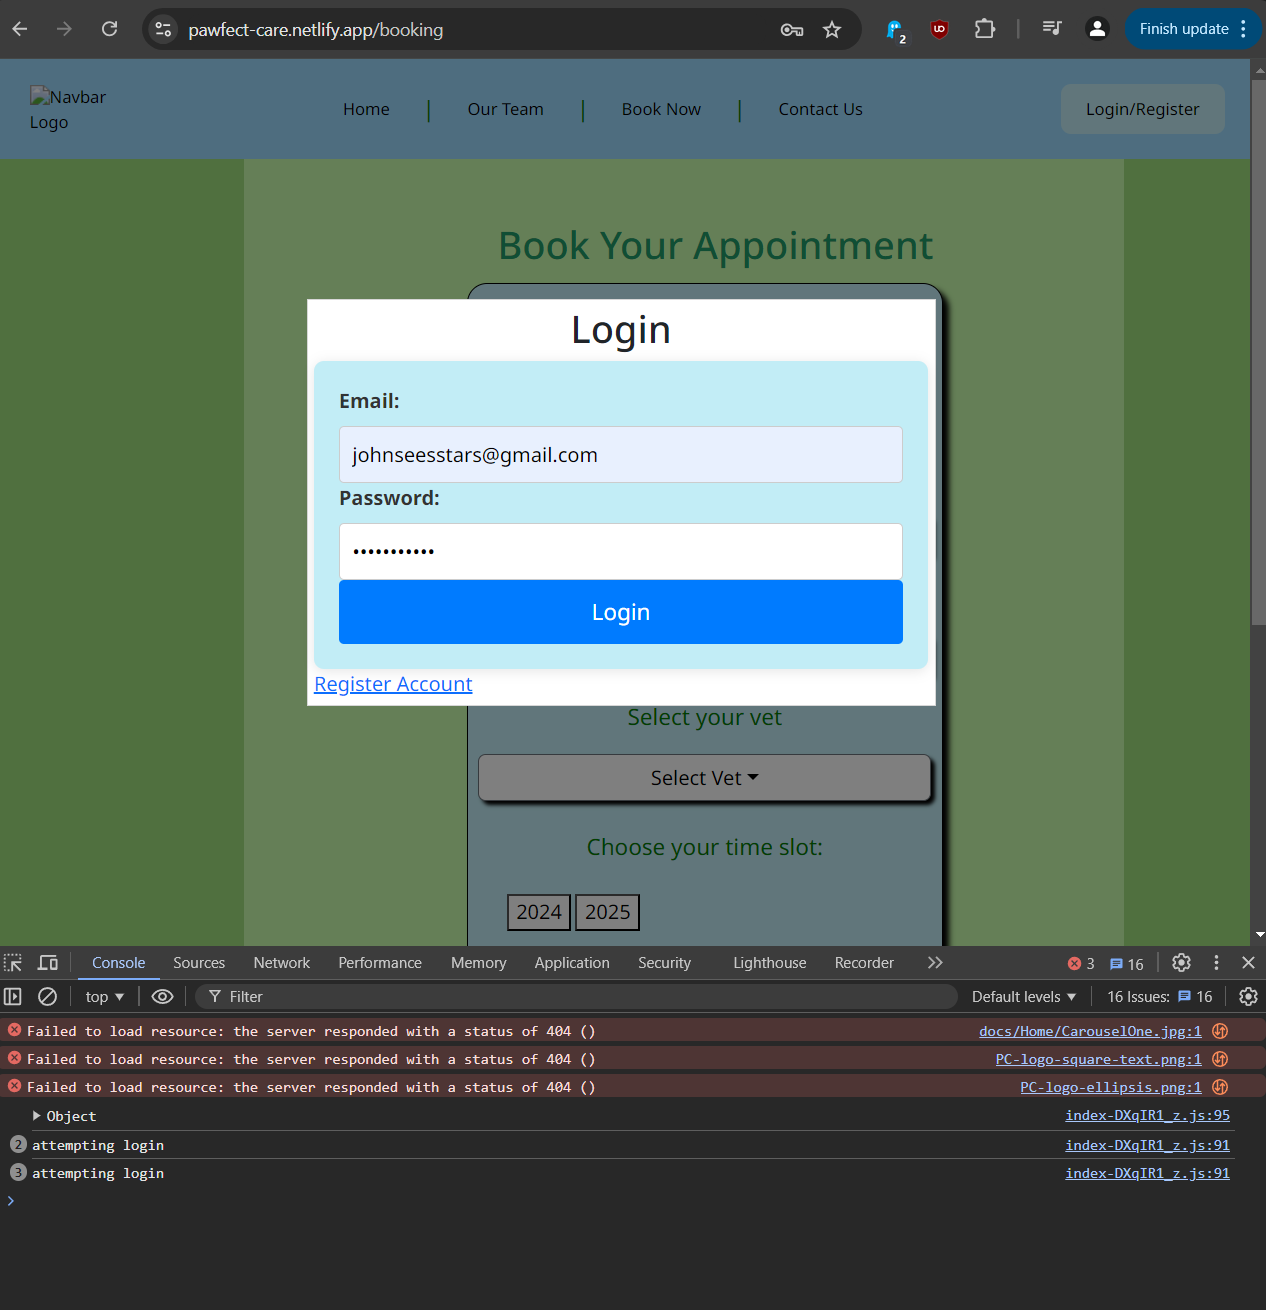 pawfect-care.netlify.app/booking
2
Finish update
Navbar
Logo
Home
Our Team
Book Now
Contact Us
Login/Register
Book Your Appointment
Login
Email:
johnseesstars@gmail.com
Password:
•••••••••••
Login
Register Account
Select your vet
Select Vet
Choose your time slot:
2024 2025
Console Sources Network Performance Memory Application Security Lighthouse Recorder 3 16
top Filter Default levels 16 Issues: 16
Failed to load resource: the server responded with a status of 404 () docs/Home/CarouselOne.jpg:1
Failed to load resource: the server responded with a status of 404 () PC-logo-square-text.png:1
Failed to load resource: the server responded with a status of 404 () PC-logo-ellipsis.png:1
Object index-DXqIR1_z.js:95
2 attempting login index-DXqIR1_z.js:91
3 attempting login index-DXqIR1_z.js:91